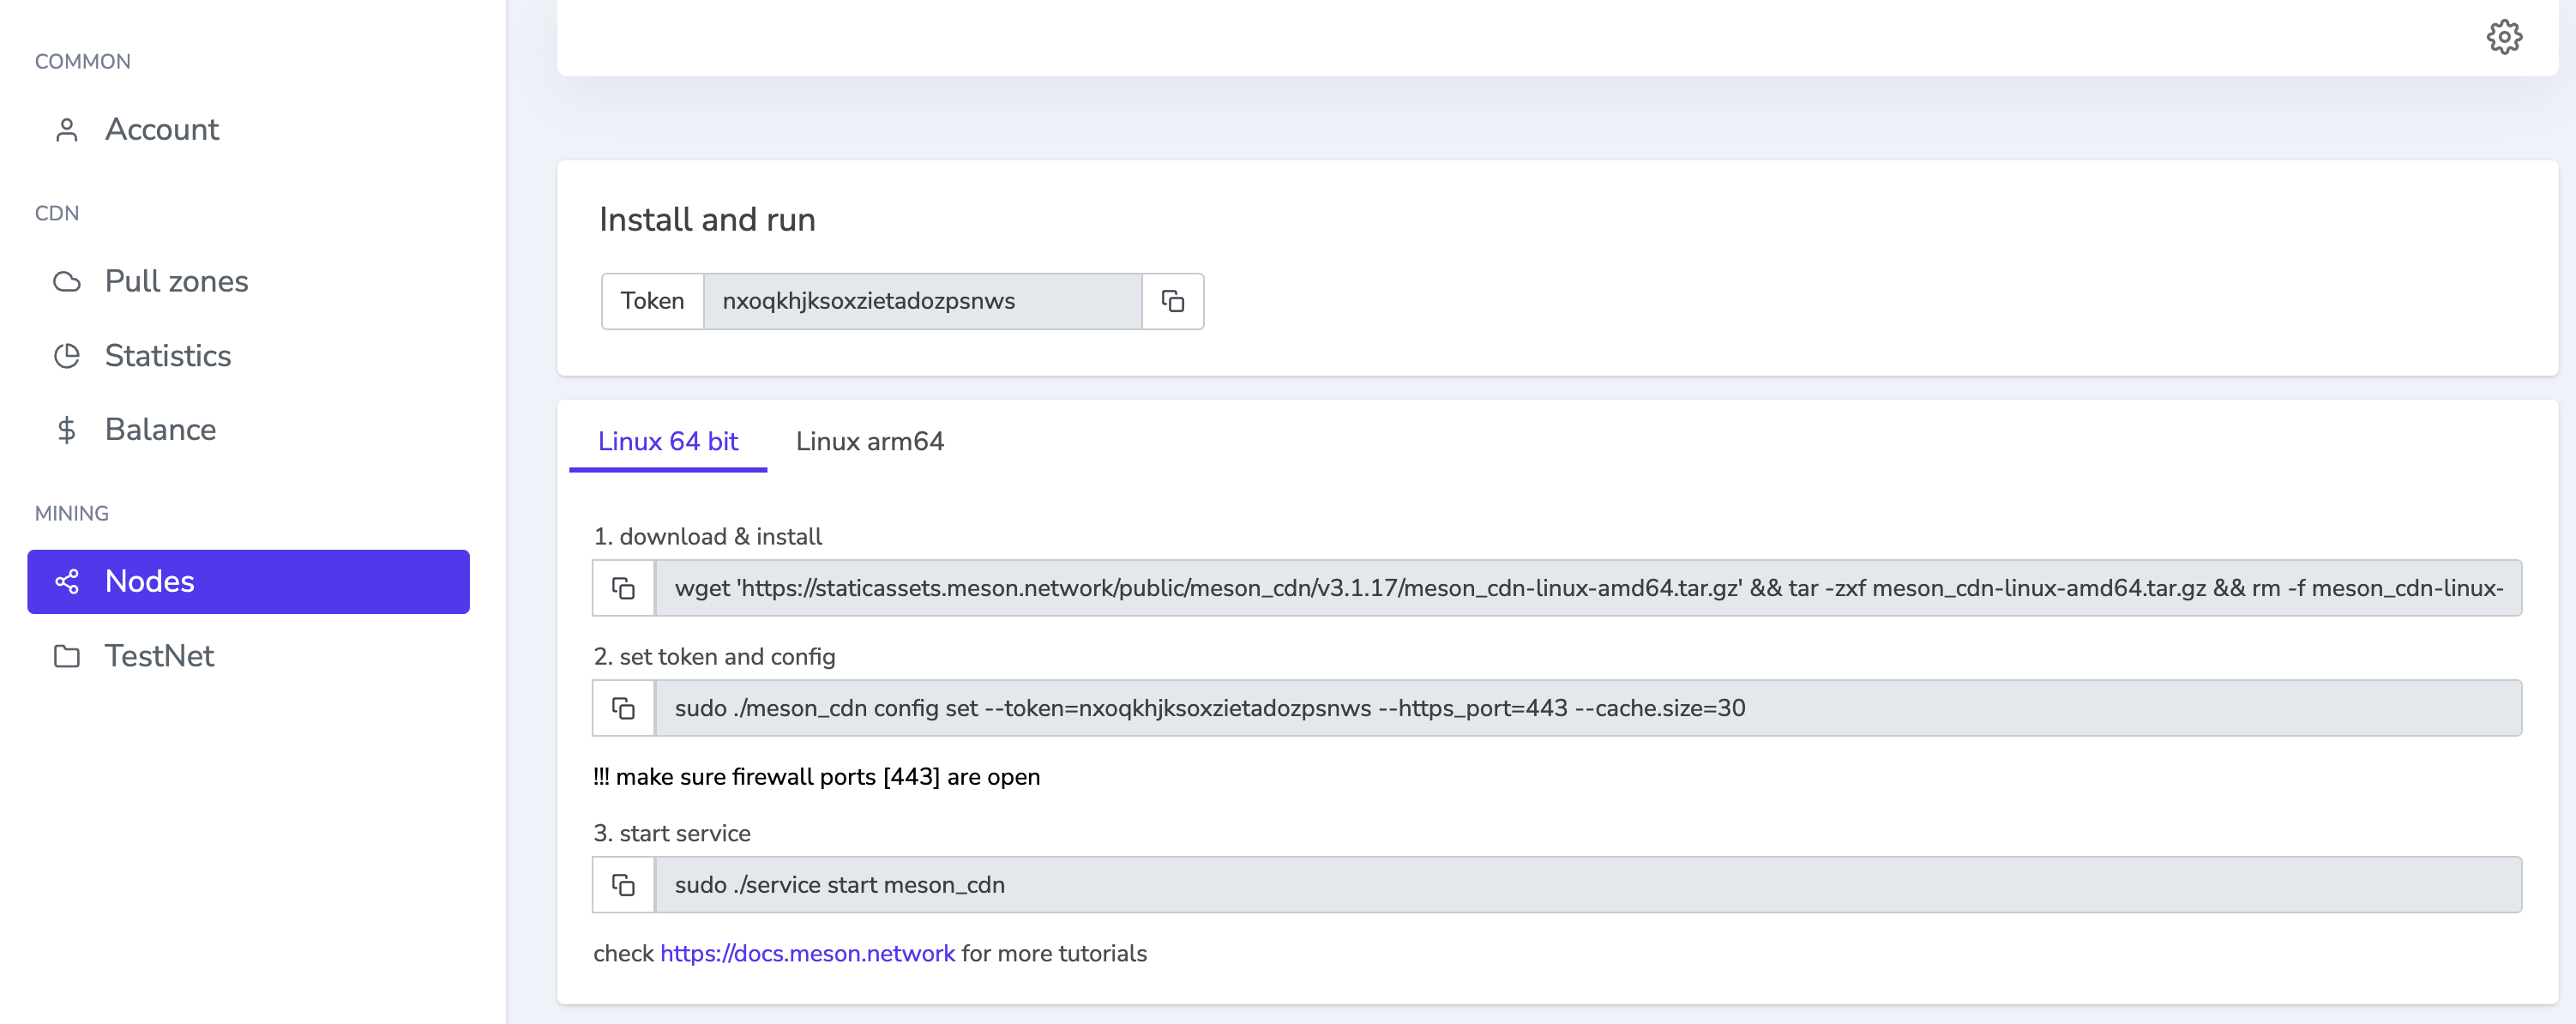 COMMON
Account
CDN
Pull zones
Statistics
Balance
MINING
Nodes
TestNet
Install and run
Token nxoqkhjksoxzietadozpsnws
Linux 64 bit Linux arm64
1. download & install
wget 'https://staticassets.meson.network/public/meson_cdn/v3.1.17/meson_cdn-linux-amd64.tar.gz' && tar -zxf meson_cdn-linux-amd64.tar.gz && rm -f meson_cdn-linux-
2. set token and config
sudo ./meson_cdn config set --token=nxoqkhjksoxzietadozpsnws --https_port=443 --cache.size=30
!!! make sure firewall ports [443] are open
3. start service
sudo ./service start meson_cdn
check https://docs.meson.network for more tutorials